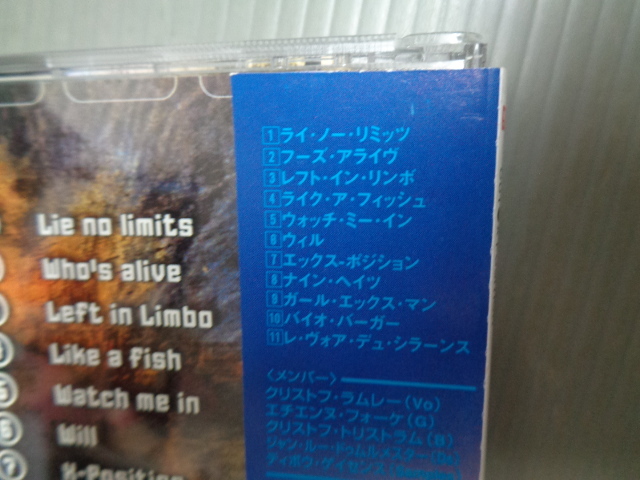 Lie no limits
Who's alive
Left in Limbo
Like a fish
Watch me in
6 Will
7
1 ライ・ノー・リミッツ
2 フーズ・アライヴ
3 レフト・イン・リンボ
4 ライク・ア・フィッシュ
5 ウォッチ・ミー・イン
6 ウィル
7 エックス・ポジション
8 ナイン・ヘイツ
9 ガール・エックス・マン
10 バイオ・バーガー
11 レ・ヴォア・デュ・シラーンス
〈メンバー〉
クリストフ・ラムレー(Vo)
エチエンヌ・フォーケ(G)
クリストフ・トリストラム(B)